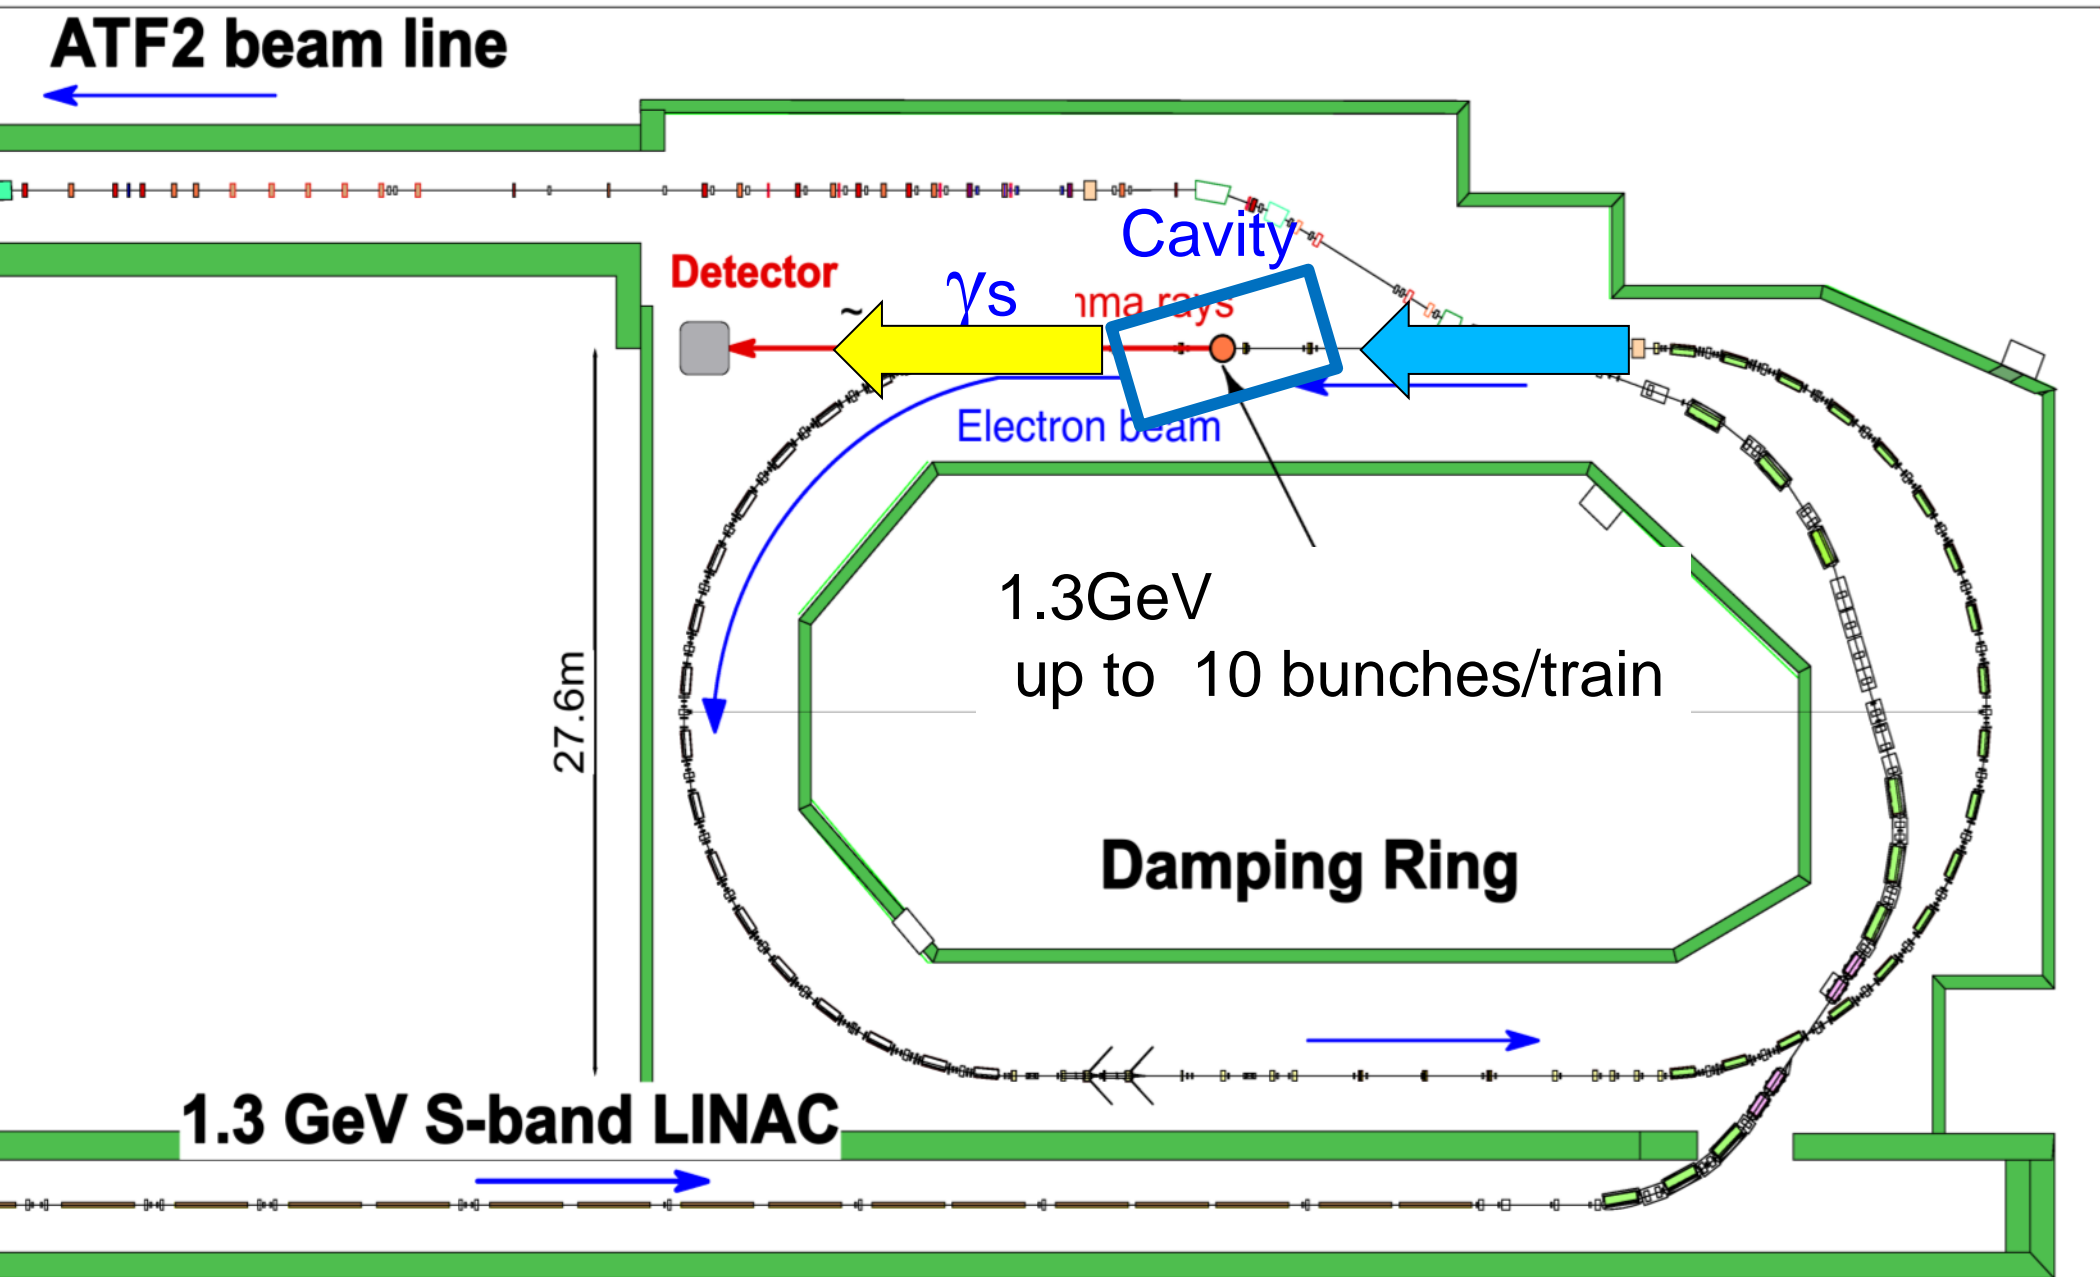 ATF2 beam line
Cavity
Detector
γs
~
rays
Electron beam
1.3GeV
up to 10 bunches/train
27.6m
Damping Ring
1.3 GeV S-band LINAC